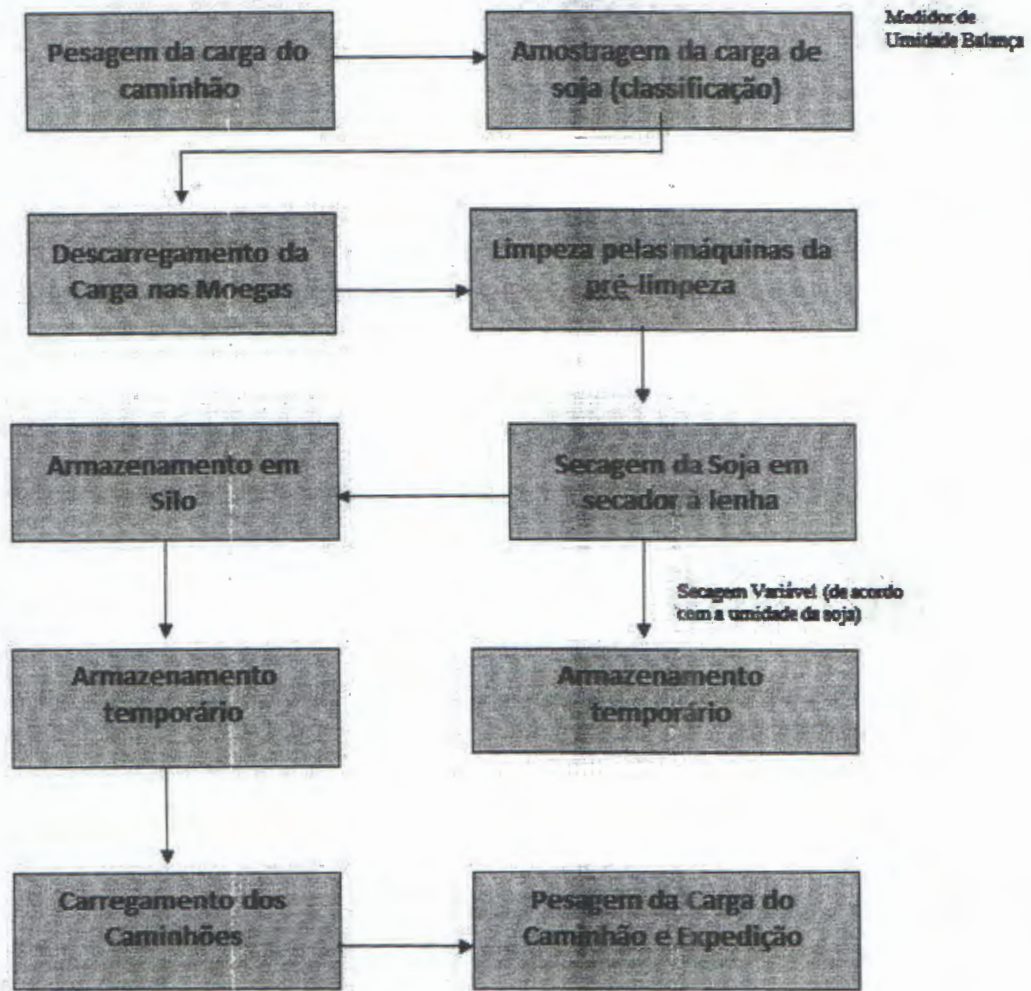 Pesagem da carga do
caminhão
Amostragem da carga de
soja (classificação)
Medidor de
Umidade Balança
Descarregamento da
Carga nas Moegas
Limpeza pelas máquinas da
pré-limpeza
Armazenamento em
Silo
Secagem da Soja em
secador à lenha
Secagem Variável (de acordo
com a umidade da soja)
Armazenamento
temporário
Armazenamento
temporário
Carregamento dos
Caminhões
Pesagem da Carga do
Caminhão e Expedição